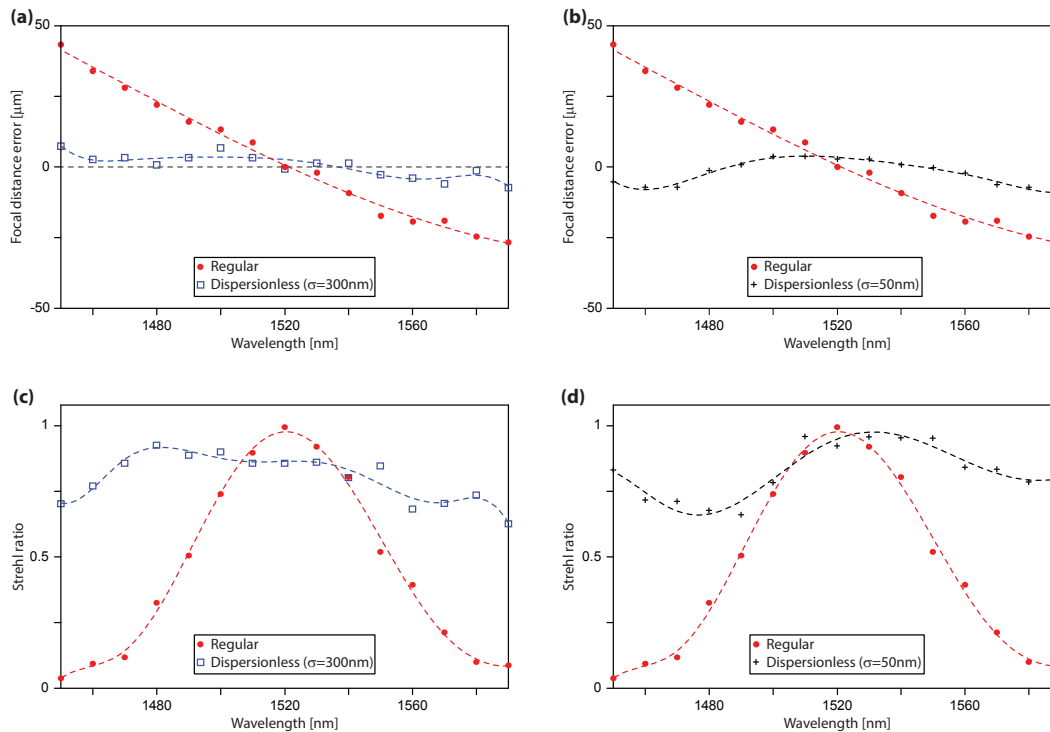 (a)
50
0
-50
Focal distance error [μm]
Regular
Dispersionless (σ=300nm)
1480
1520
1560
Wavelength [nm]
(b)
50
0
-50
Focal distance error [μm]
Regular
Dispersionless (σ=50nm)
1480
1520
1560
Wavelength [nm]
(c)
1
0.5
0
Strehl ratio
Regular
Dispersionless (σ=300nm)
1480
1520
1560
Wavelength [nm]
(d)
1
0.5
0
Strehl ratio
Regular
Dispersionless (σ=50nm)
1480
1520
1560
Wavelength [nm]